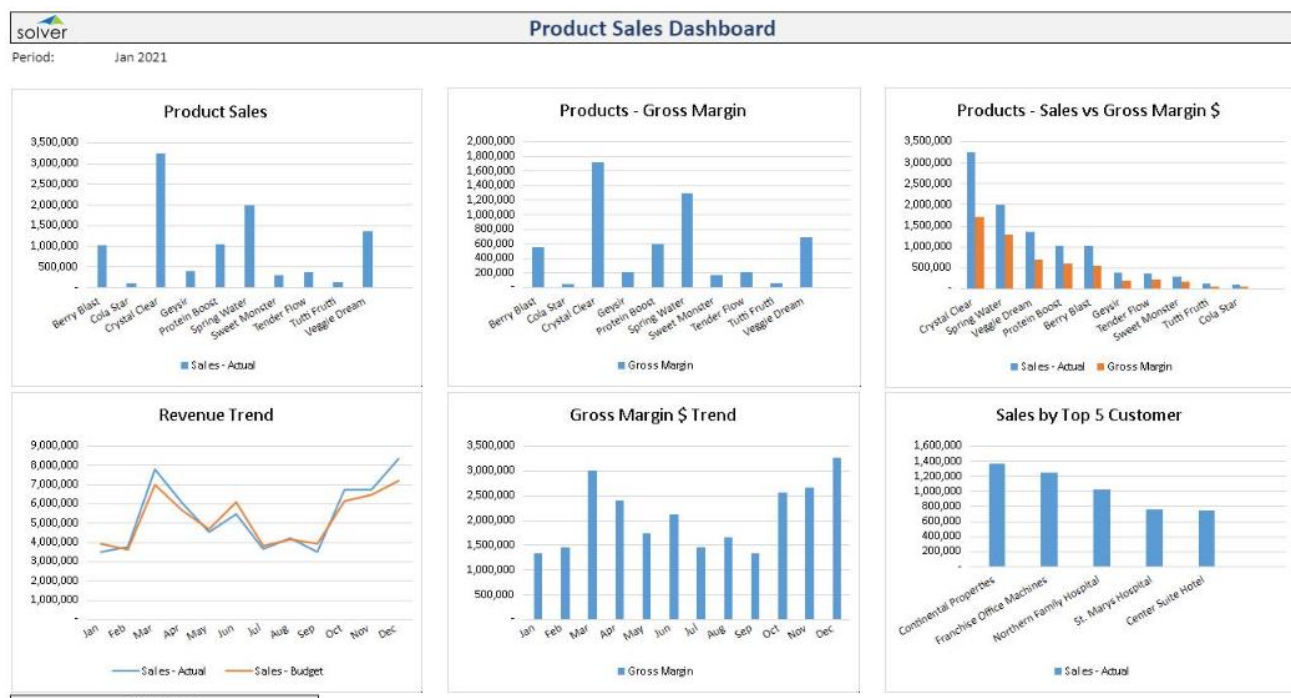 solver
Product Sales Dashboard
Period: Jan 2021
Product Sales
3,500,000
3,000,000
2,500,000
2,000,000
1,500,000
1,000,000
500,000
-
Berry Blast
Cola Star
Crystal Clear
Geysir
Protein Boost
Spring Water
Sweet Monster
Tender Flow
Tutti Frutti
Veggie Dream
Sales - Actual
Products - Gross Margin
2,000,000
1,800,000
1,600,000
1,400,000
1,200,000
1,000,000
800,000
600,000
400,000
200,000
-
Berry Blast
Cola Star
Crystal Clear
Geysir
Protein Boost
Spring Water
Sweet Monster
Tender Flow
Tutti Frutti
Veggie Dream
Gross Margin
Products - Sales vs Gross Margin $
3,500,000
3,000,000
2,500,000
2,000,000
1,500,000
1,000,000
500,000
-
Crystal Clear
Spring Water
Veggie Dream
Protein Boost
Berry Blast
Geysir
Tender Flow
Sweet Monster
Tutti Frutti
Cola Star
Sales - Actual Gross Margin
Revenue Trend
9,000,000
8,000,000
7,000,000
6,000,000
5,000,000
4,000,000
3,000,000
2,000,000
1,000,000
-
Jan
Feb
Mar
Apr
May
Jun
Jul
Aug
Sep
Oct
Nov
Dec
Sales - Actual Sales - Budget
Gross Margin $ Trend
3,500,000
3,000,000
2,500,000
2,000,000
1,500,000
1,000,000
500,000
-
Jan
Feb
Mar
Apr
May
Jun
Jul
Aug
Sep
Oct
Nov
Dec
Gross Margin
Sales by Top 5 Customer
1,600,000
1,400,000
1,200,000
1,000,000
800,000
600,000
400,000
200,000
-
Continental Properties
Franchise Office Machines
Northern Family Hospital
St. Marys Hospital
Center Suite Hotel
Sales - Actual